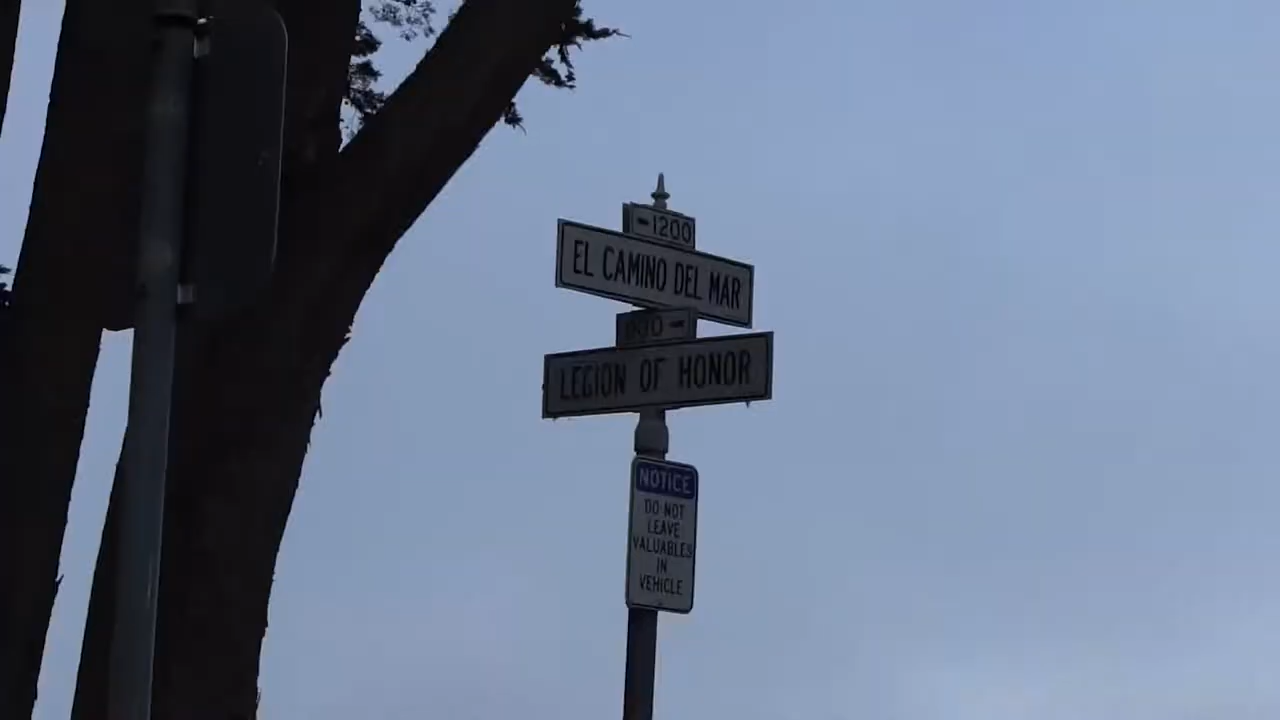 1200
EL CAMINO DEL MAR
LEGION OF HONOR
NOTICE
DO NOT
LEAVE
VALUABLES
IN
VEHICLE